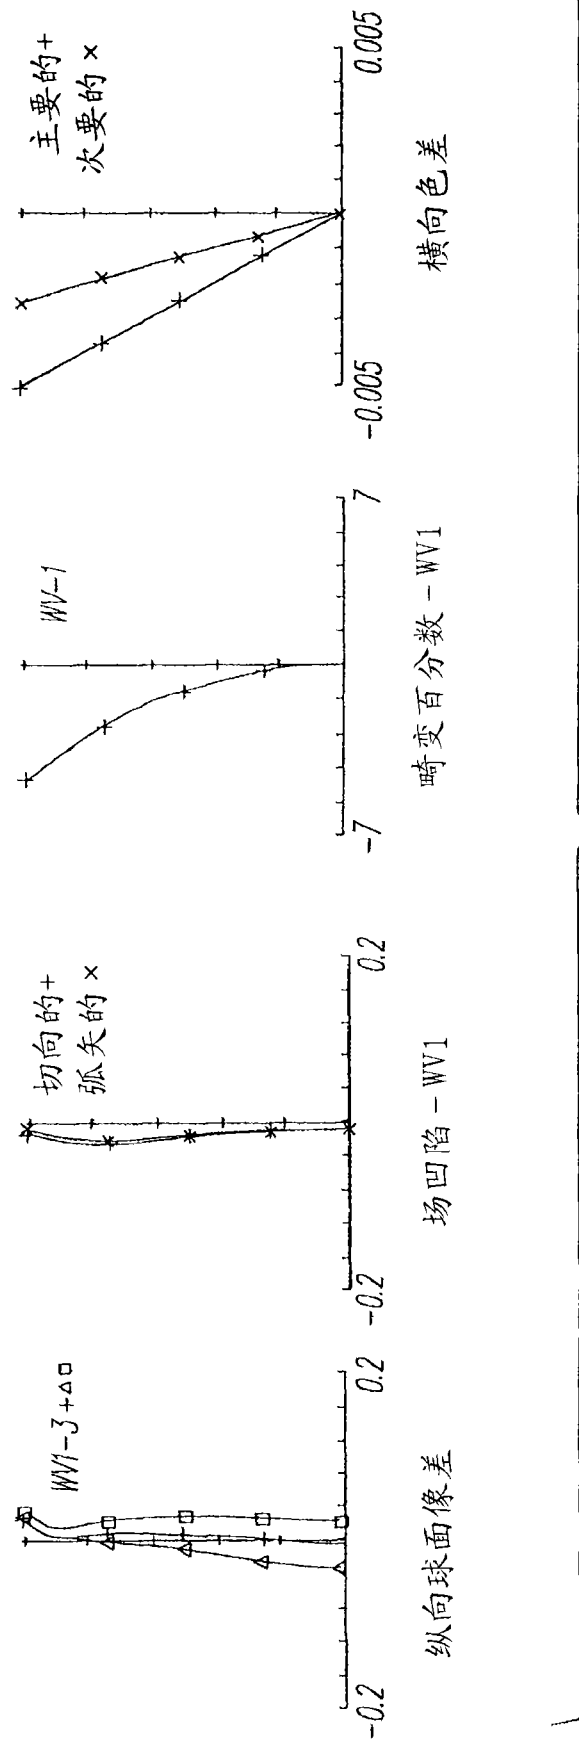 WV1-3+△□
-0.2
0.2
纵向球面像差
切向的+
弧矢的×
-0.2
0.2
场凹陷-WV1
WV-1
-7
7
畸变百分数-WV1
主要的+
次要的×
-0.005
0.005
横向色差